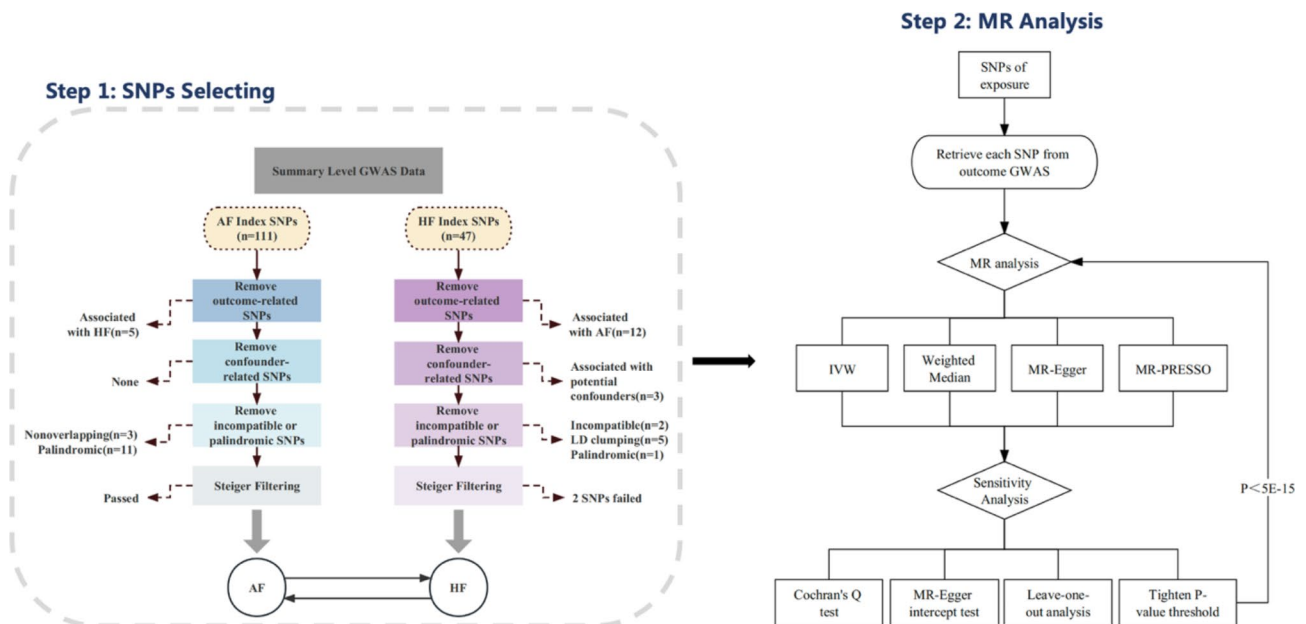 Step 1: SNPs Selecting
Summary Level GWAS Data
AF Index SNPs
(n=111)
HF Index SNPs
(n=47)
Remove
outcome-related
SNPs
Associated
with HF(n=5)
Remove
outcome-related
SNPs
Associated
with AF(n=12)
Remove
confounder-
related SNPs
None
Remove
confounder-
related SNPs
Associated with
potential
confounders(n=3)
Remove
incompatible or
palindromic SNPs
Nonoverlapping(n=3)
Palindromic(n=11)
Remove
incompatible or
palindromic SNPs
Incompatible(n=2)
LD clumping(n=5)
Palindromic(n=1)
Steiger Filtering
Passed
Steiger Filtering
2 SNPs failed
AF
HF
Step 2: MR Analysis
SNPs of
exposure
Retrieve each SNP from
outcome GWAS
MR analysis
IVW
Weighted
Median
MR-Egger
MR-PRESSO
Sensitivity
Analysis
P<5E-15
Cochran's Q
test
MR-Egger
intercept test
Leave-one-
out analysis
Tighten P-
value threshold